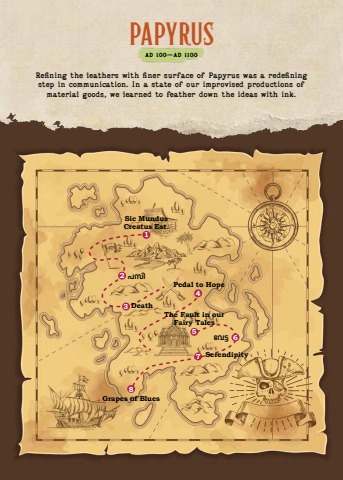 PAPYRUS
AD 100—AD 1100
Refining the leathers with finer surface of Papyrus was a redefining
step in communication. In a state of our improvised productions of
material goods, we learned to feather down the ideas with ink.
Sic Mundus
Creatus Est.
1
2 പമ്പി
Pedal to Hope
3 Death
4
The Fault in our
Fairy Tales
5
വേട്ട 6
7 Serendipity
8
Grapes of Blues